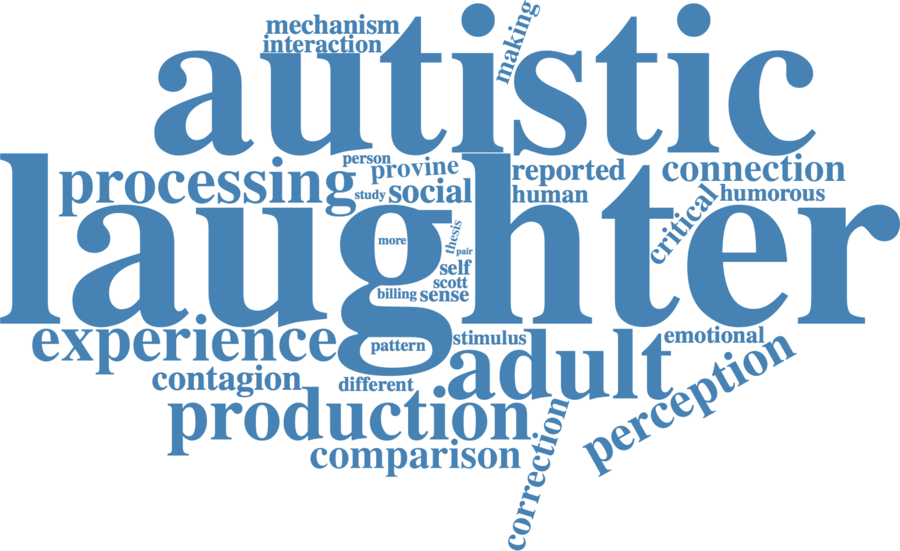 making
mechanism
interaction
autistic
person
provine
reported
connection
processing
study
social
human
critical
humorous
laughter
more
thesis
pair
self
scott
billing
sense
experience
pattern
stimulus
emotional
contagion
different
adult
perception
production
comparison
correction